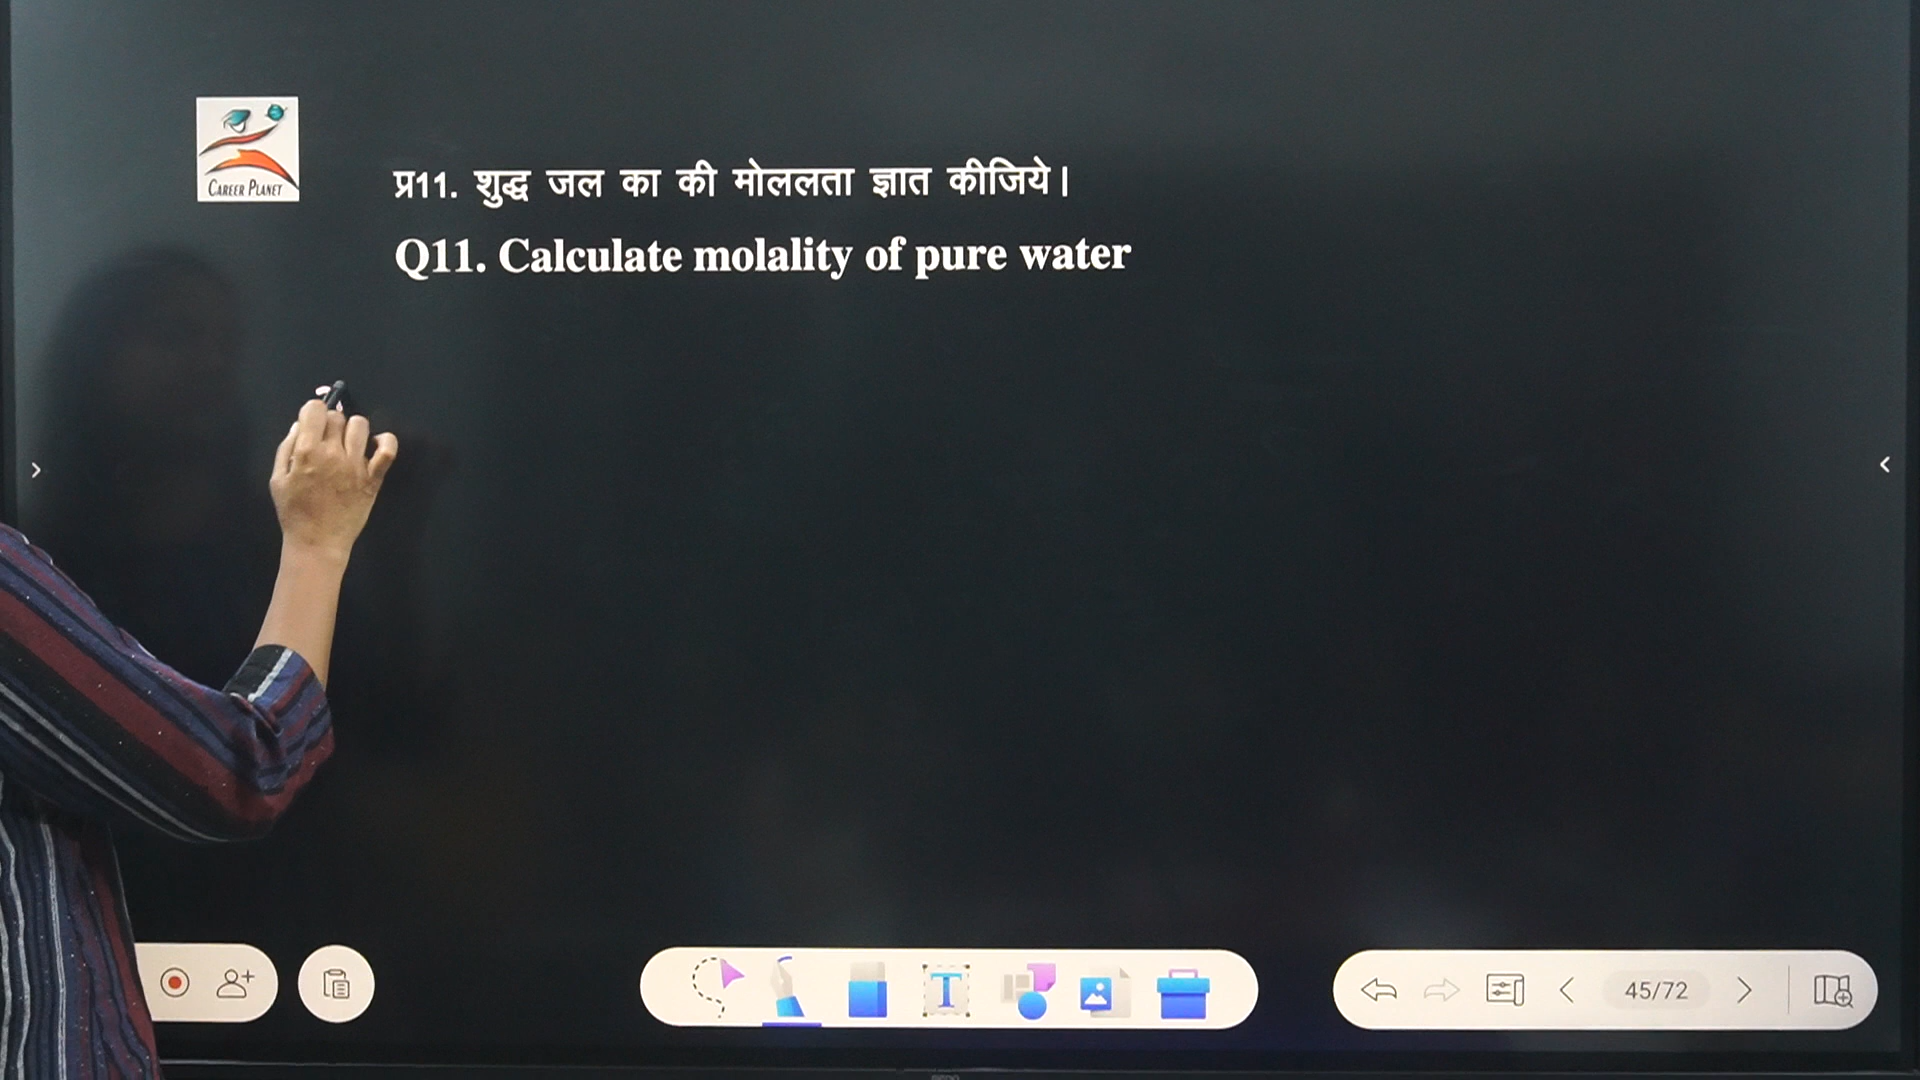 CAREER PLANET
प्र11. शुद्ध जल का की मोललता ज्ञात कीजिये।
Q11. Calculate molality of pure water
T
45/72